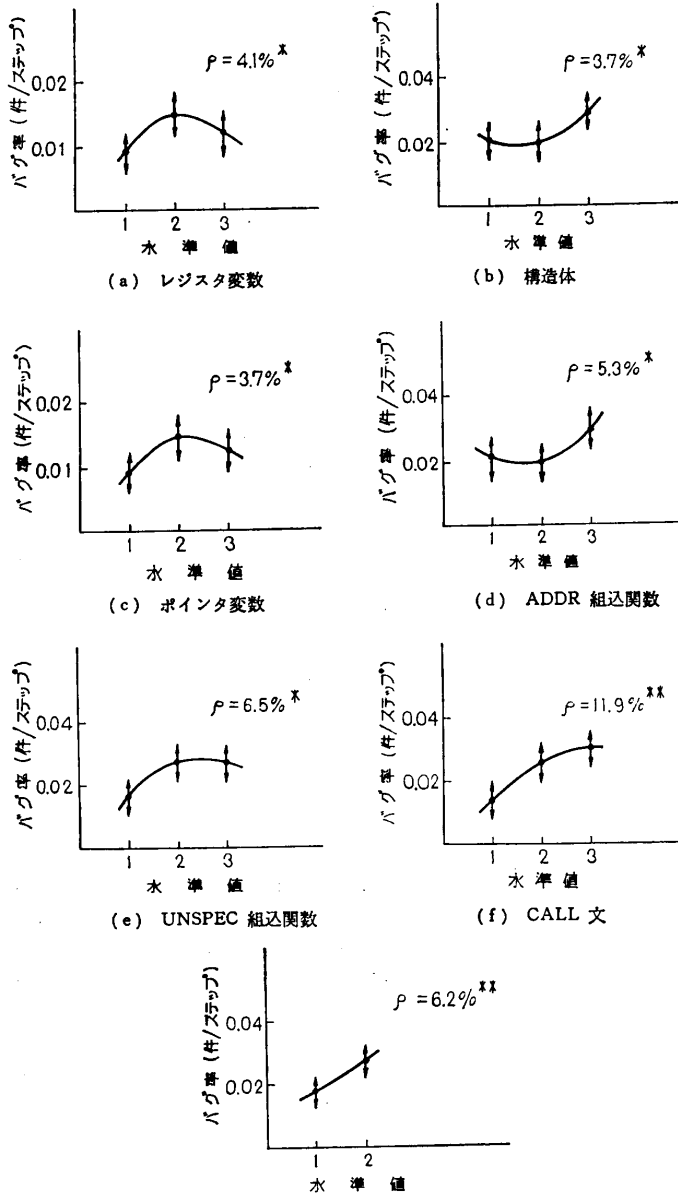 バグ率(件/ステップ)
0.02
0.01
ρ=4.1%*
1 2 3
水 準 値
(a) レジスタ変数
バグ率(件/ステップ)
0.04
0.02
ρ=3.7%*
1 2 3
水 準 値
(b) 構造体
バグ率(件/ステップ)
0.02
0.01
ρ=3.7%*
1 2 3
水 準 値
(c) ポインタ変数
バグ率(件/ステップ)
0.04
0.02
ρ=5.3%*
1 2 3
水 準 値
(d) ADDR 組込関数
バグ率(件/ステップ)
0.04
0.02
ρ=6.5%*
1 2 3
水 準 値
(e) UNSPEC 組込関数
バグ率(件/ステップ)
0.04
0.02
ρ=11.9%**
1 2 3
水 準 値
(f) CALL 文
バグ率(件/ステップ)
0.04
0.02
ρ=6.2%**
1 2
水 準 値